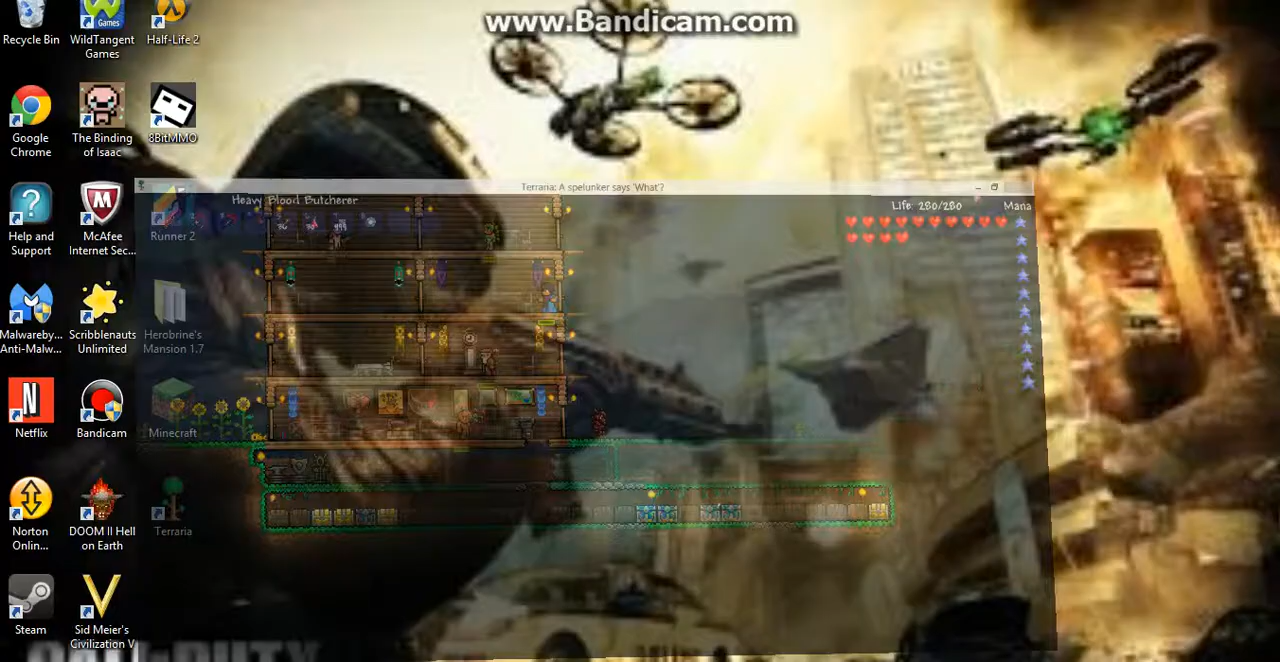 www.Bandicam.com
Recycle Bin
WildTangent
Games
Half-Life 2
Google
Chrome
The Binding
of Isaac
8BitMMO
Help and
Support
McAfee
Internet Sec...
Runner 2
Malwareby...
Anti-Malw...
Scribblenauts
Unlimited
Herobrine's
Mansion 1.7
Netflix
Bandicam
Minecraft
Norton
Onlin...
DOOM II Hell
on Earth
Terraria
Steam
Sid Meier's
Civilization V
Terraria: A spelunker says 'What'?
Heavy Blood Butcherer
Life: 280/280
Mana